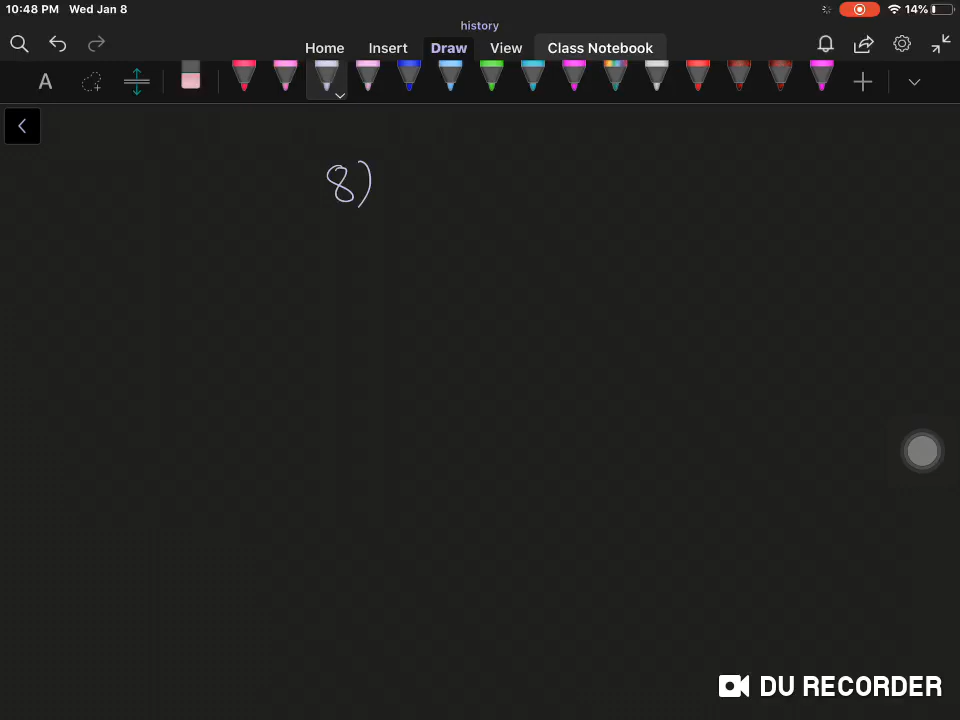 10:48 PM Wed Jan 8
14%
history
Home Insert Draw View Class Notebook
A
8)
DU RECORDER